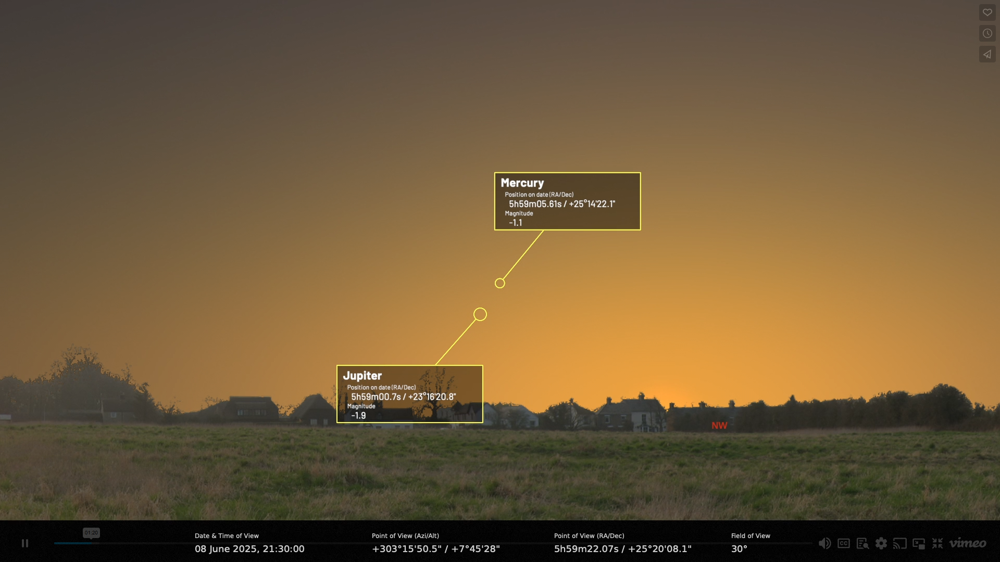 Mercury
Position on date (RA/Dec)
5h59m05.61s / +25°14'22.1"
Magnitude
-1.1
Jupiter
Position on date (RA/Dec)
5h59m00.7s / +23°16'20.8"
Magnitude
-1.9
NW
01:20
Date & Time of View
08 June 2025, 21:30:00
Point of View (Azi/Alt)
+303°15'50.5" / +7°45'28"
Point of View (RA/Dec)
5h59m22.07s / +25°20'08.1"
Field of View
30°
CC
vimeo